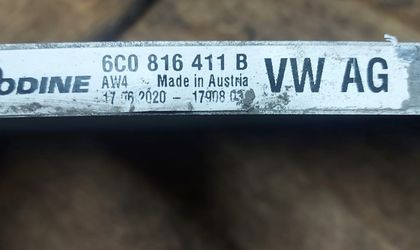 ODINE 6C0 816 411 B VW AG
AW4 Made in Austria
17 06 2020 - 17908 03